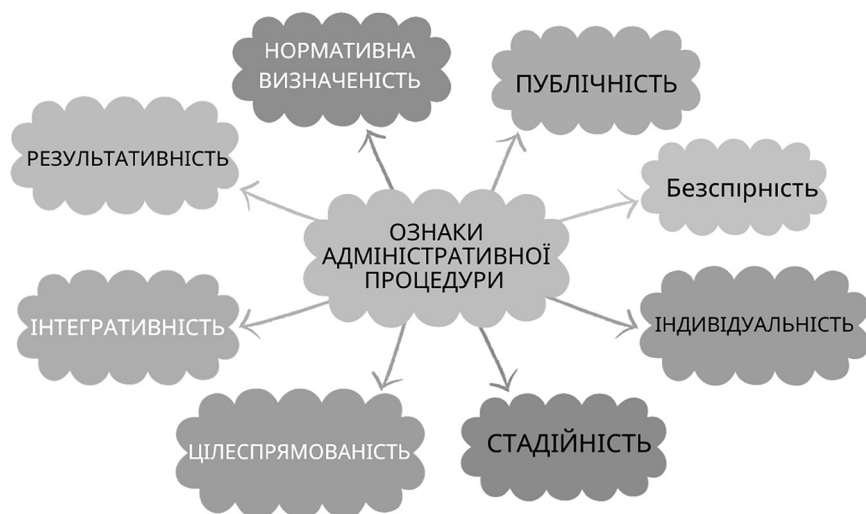 НОРМАТИВНА
ВИЗНАЧЕНІСТЬ
ПУБЛІЧНІСТЬ
РЕЗУЛЬТАТИВНІСТЬ
Безспірність
ОЗНАКИ
АДМІНІСТРАТИВНОЇ
ПРОЦЕДУРИ
ІНТЕГРАТИВНІСТЬ
ІНДИВІДУАЛЬНІСТЬ
ЦІЛЕСПРЯМОВАНІСТЬ
СТАДІЙНІСТЬ